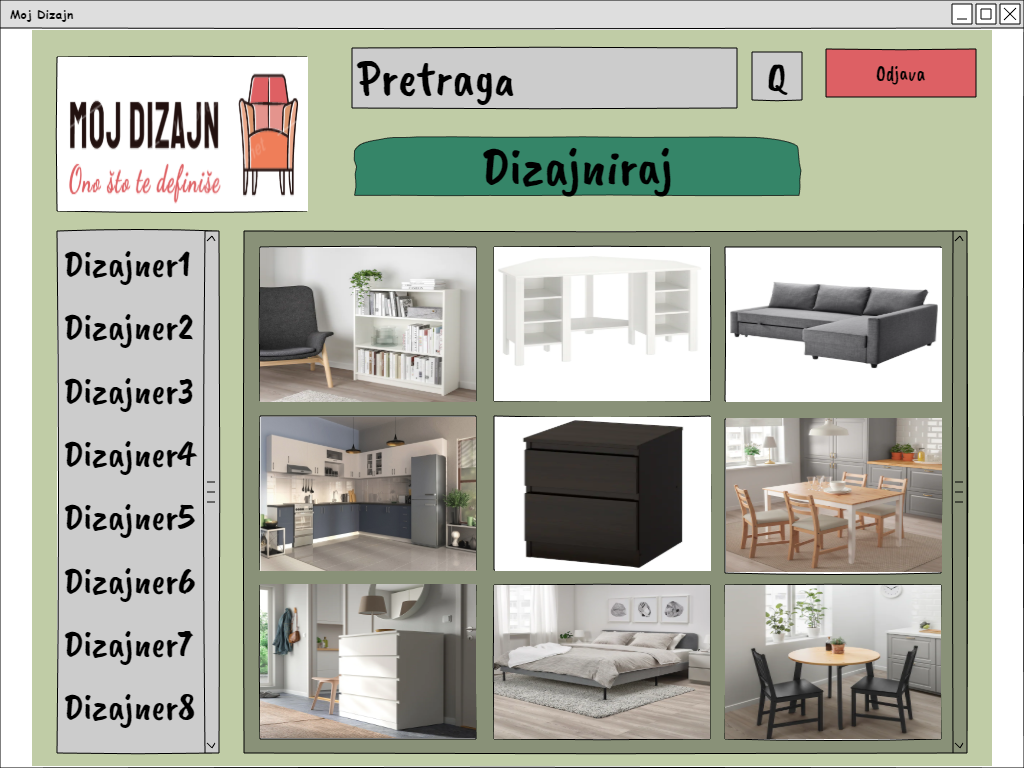 Moj Dizajn
MOJ DIZAJN
Ono što te definiše
Pretraga
Q
Odjava
Dizajniraj
Dizajner1
Dizajner2
Dizajner3
Dizajner4
Dizajner5
Dizajner6
Dizajner7
Dizajner8